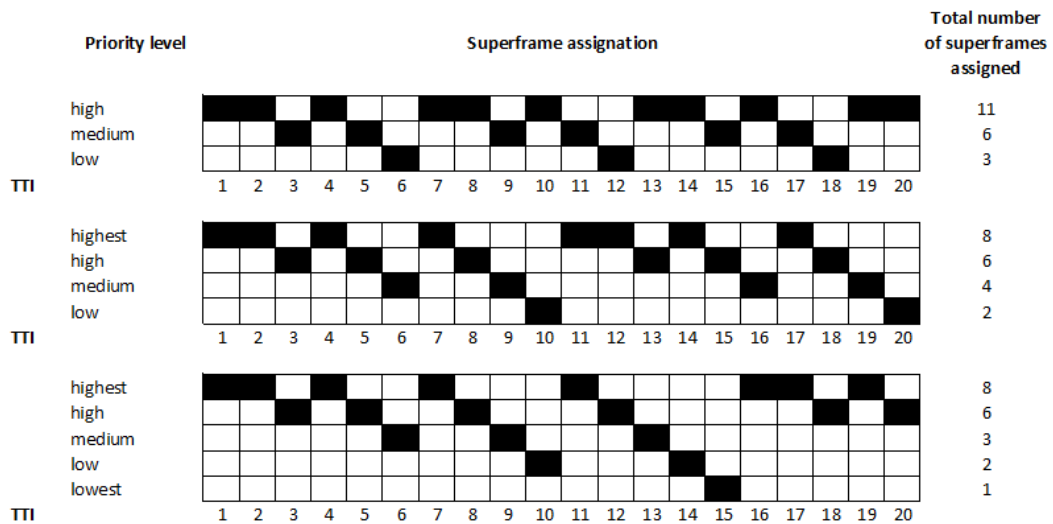 Priority level Superframe assignation Total number of superframes assigned
high 11
medium 6
low 3
TTI 1 2 3 4 5 6 7 8 9 10 11 12 13 14 15 16 17 18 19 20
highest 8
high 6
medium 4
low 2
TTI 1 2 3 4 5 6 7 8 9 10 11 12 13 14 15 16 17 18 19 20
highest 8
high 6
medium 3
low 2
lowest 1
TTI 1 2 3 4 5 6 7 8 9 10 11 12 13 14 15 16 17 18 19 20